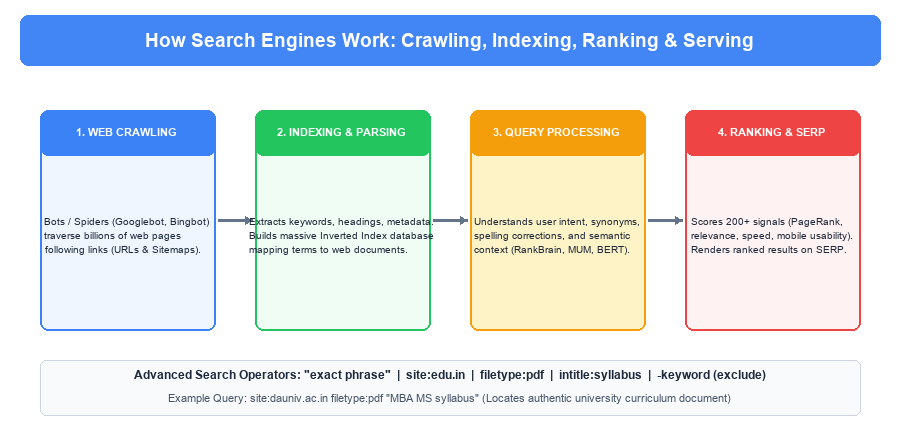 How Search Engines Work: Crawling, Indexing, Ranking & Serving
1. WEB CRAWLING
Bots / Spiders (Googlebot, Bingbot)
traverse billions of web pages
following links (URLs & Sitemaps).
2. INDEXING & PARSING
Extracts keywords, headings, metadata.
Builds massive Inverted Index database
mapping terms to web documents.
3. QUERY PROCESSING
Understands user intent, synonyms,
spelling corrections, and semantic
context (RankBrain, MUM, BERT).
4. RANKING & SERP
Scores 200+ signals (PageRank,
relevance, speed, mobile usability).
Renders ranked results on SERP.
Advanced Search Operators: "exact phrase" | site:edu.in | filetype:pdf | intitle:syllabus | -keyword (exclude)
Example Query: site:dauniv.ac.in filetype:pdf "MBA MS syllabus" (Locates authentic university curriculum document)